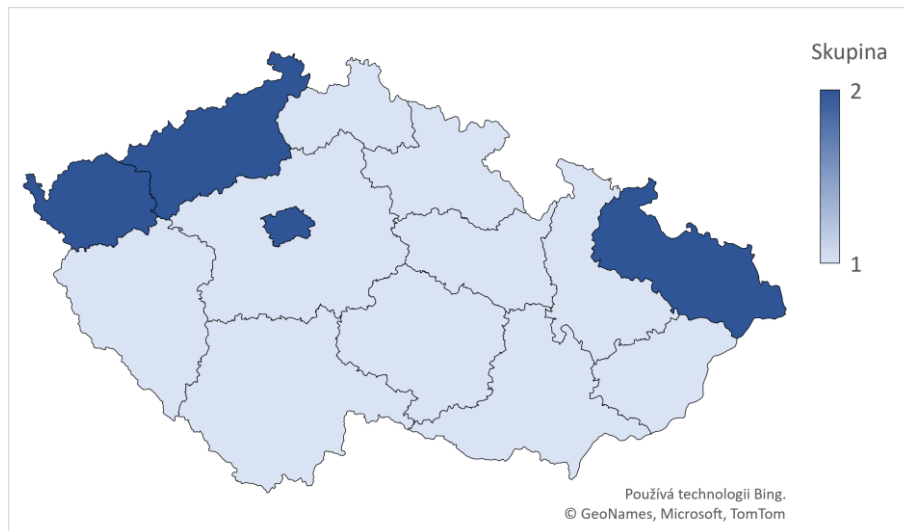 Skupina
2
1
Používá technologii Bing.
© GeoNames, Microsoft, TomTom